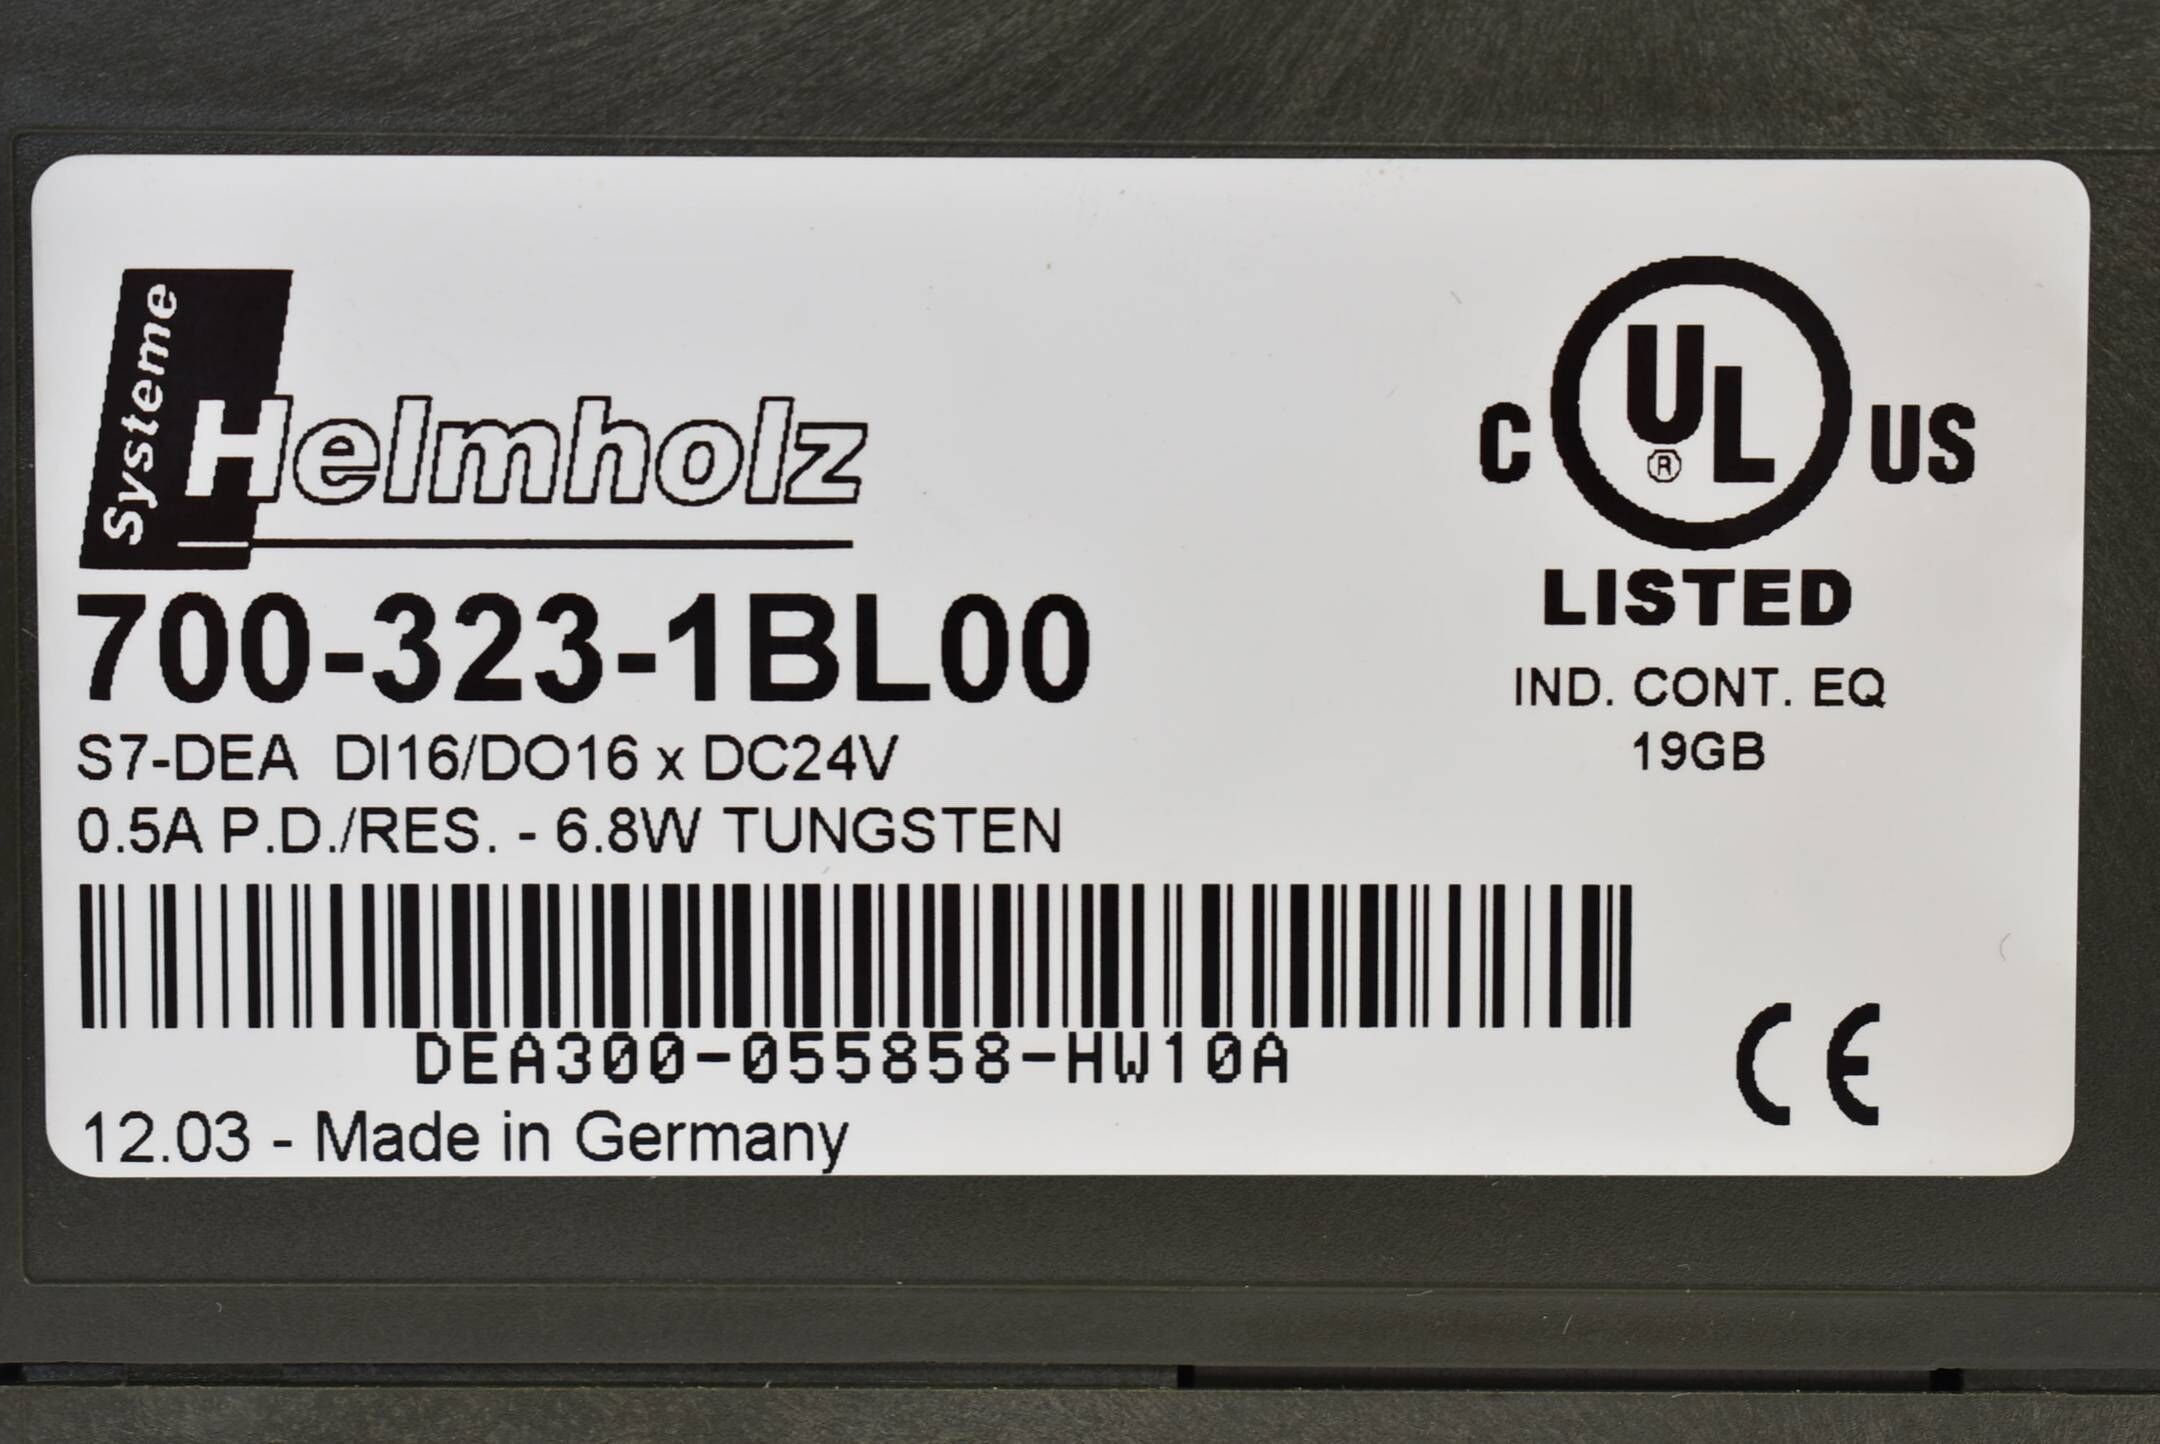 Systeme
Helmholz
700-323-1BL00
S7-DEA DI16/DO16 x DC24V
0.5A P.D./RES. - 6.8W TUNGSTEN
DEA300-055858-HW10A
12.03 - Made in Germany
C UL® US
LISTED
IND. CONT. EQ
19GB
CE